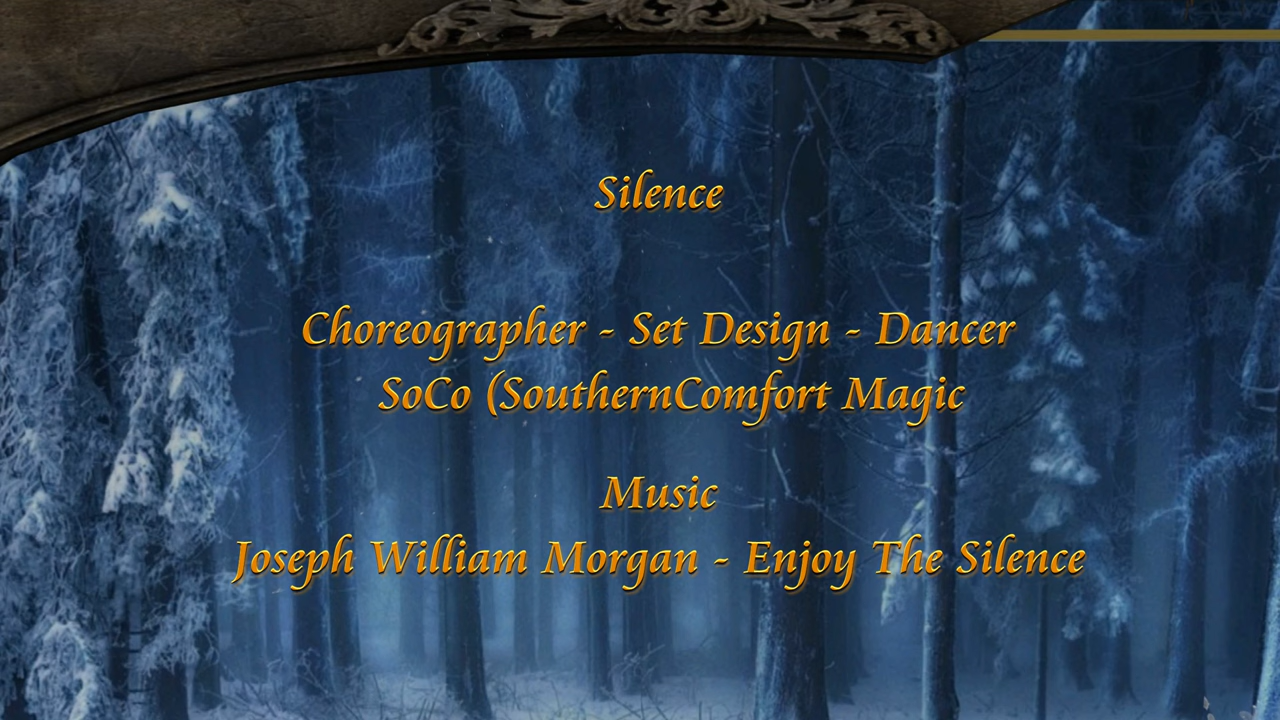 Silence
Choreographer - Set Design - Dancer
SoCo (SouthernComfort Magic
Music
Joseph William Morgan - Enjoy The Silence